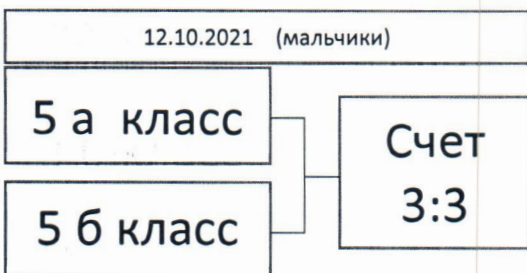 12.10.2021 (мальчики)
5 а класс
5 б класс
Счет
3:3